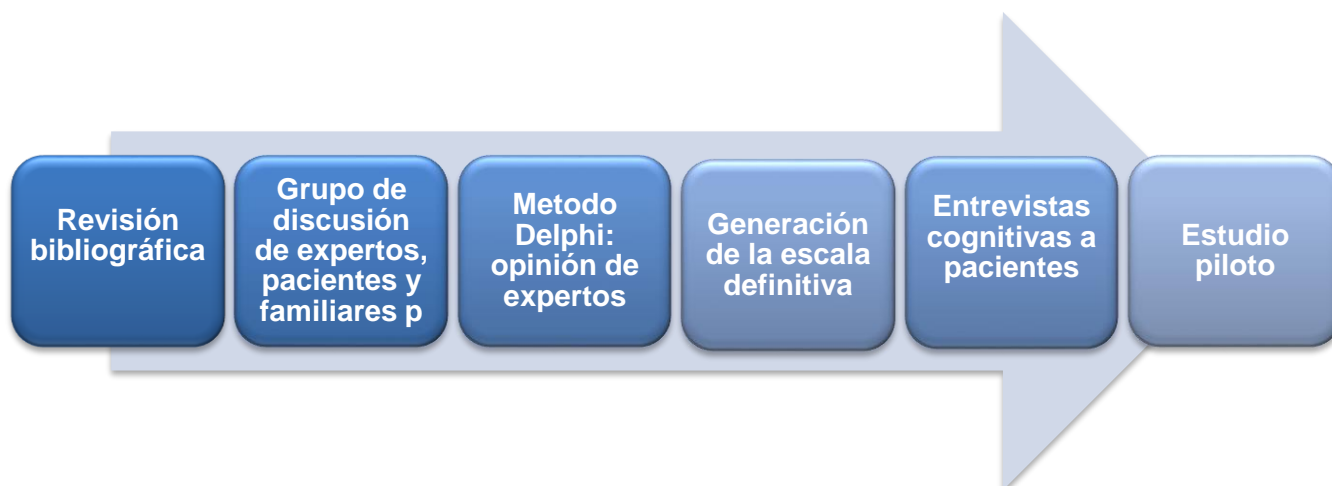 Revisión
bibliográfica
Grupo de
discusión
de expertos,
pacientes y
familiares p
Metodo
Delphi:
opinión de
expertos
Generación
de la escala
definitiva
Entrevistas
cognitivas a
pacientes
Estudio
piloto